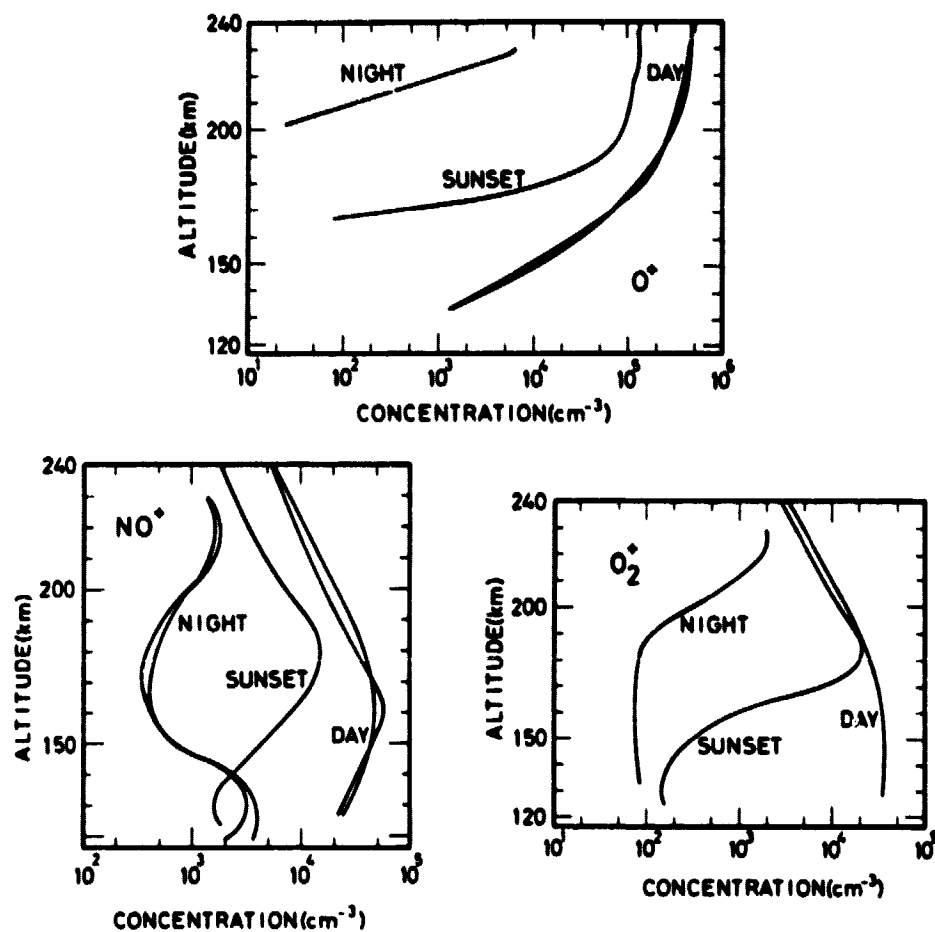 240
200
150
120
ALTITUDE(km)
NIGHT
SUNSET
DAY
O⁺
10¹ 10² 10³ 10⁴ 10⁵ 10⁶
CONCENTRATION(cm⁻³)
240
200
150
ALTITUDE(km)
NO⁺
NIGHT
SUNSET
DAY
10² 10³ 10⁴ 10⁵
CONCENTRATION(cm⁻³)
240
200
150
120
ALTITUDE(km)
O₂⁺
NIGHT
SUNSET
DAY
10¹ 10² 10³ 10⁴ 10⁵
CONCENTRATION(cm⁻³)